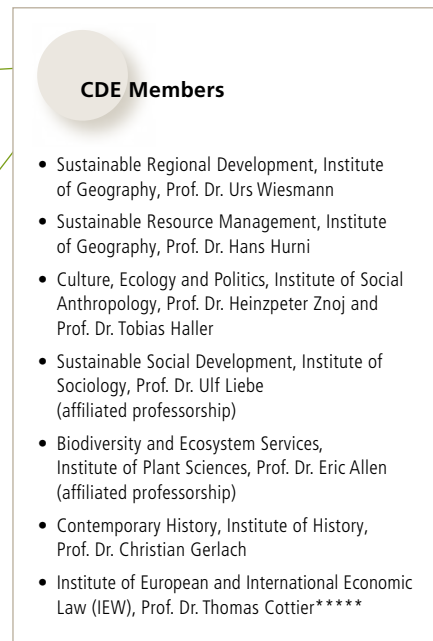 CDE Members
• Sustainable Regional Development, Institute
of Geography, Prof. Dr. Urs Wiesmann
• Sustainable Resource Management, Institute
of Geography, Prof. Dr. Hans Hurni
• Culture, Ecology and Politics, Institute of Social
Anthropology, Prof. Dr. Heinzpeter Znoj and
Prof. Dr. Tobias Haller
• Sustainable Social Development, Institute of
Sociology, Prof. Dr. Ulf Liebe
(affiliated professorship)
• Biodiversity and Ecosystem Services,
Institute of Plant Sciences, Prof. Dr. Eric Allen
(affiliated professorship)
• Contemporary History, Institute of History,
Prof. Dr. Christian Gerlach
• Institute of European and International Economic
Law (IEW), Prof. Dr. Thomas Cottier*****